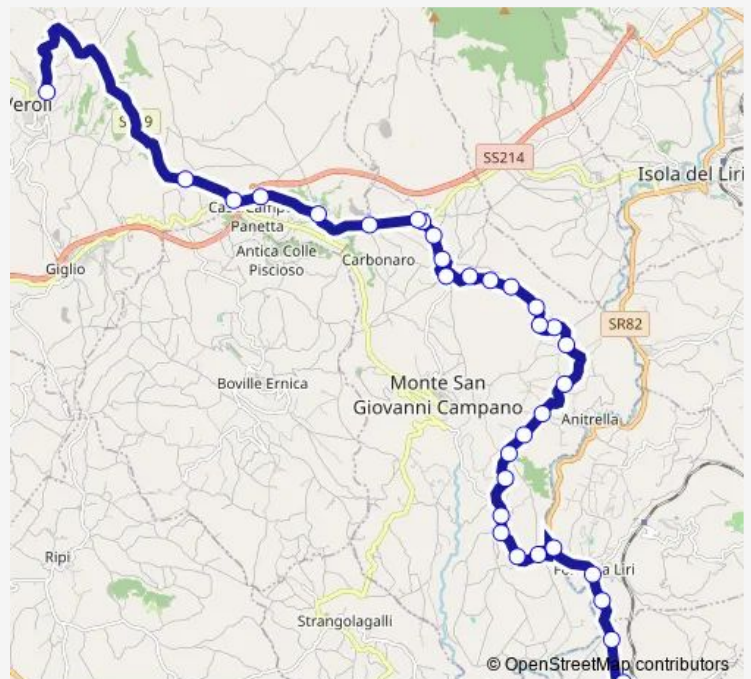 SS214
Isola del Liri
Panetta
Antica Colle
Piscioso
Carbonaro
Giglio
SR82
Boville Ernica
Monte San
Giovanni Campano
Anitrella
Ripi
Liri
Strangolagalli
© OpenStreetMap contributors